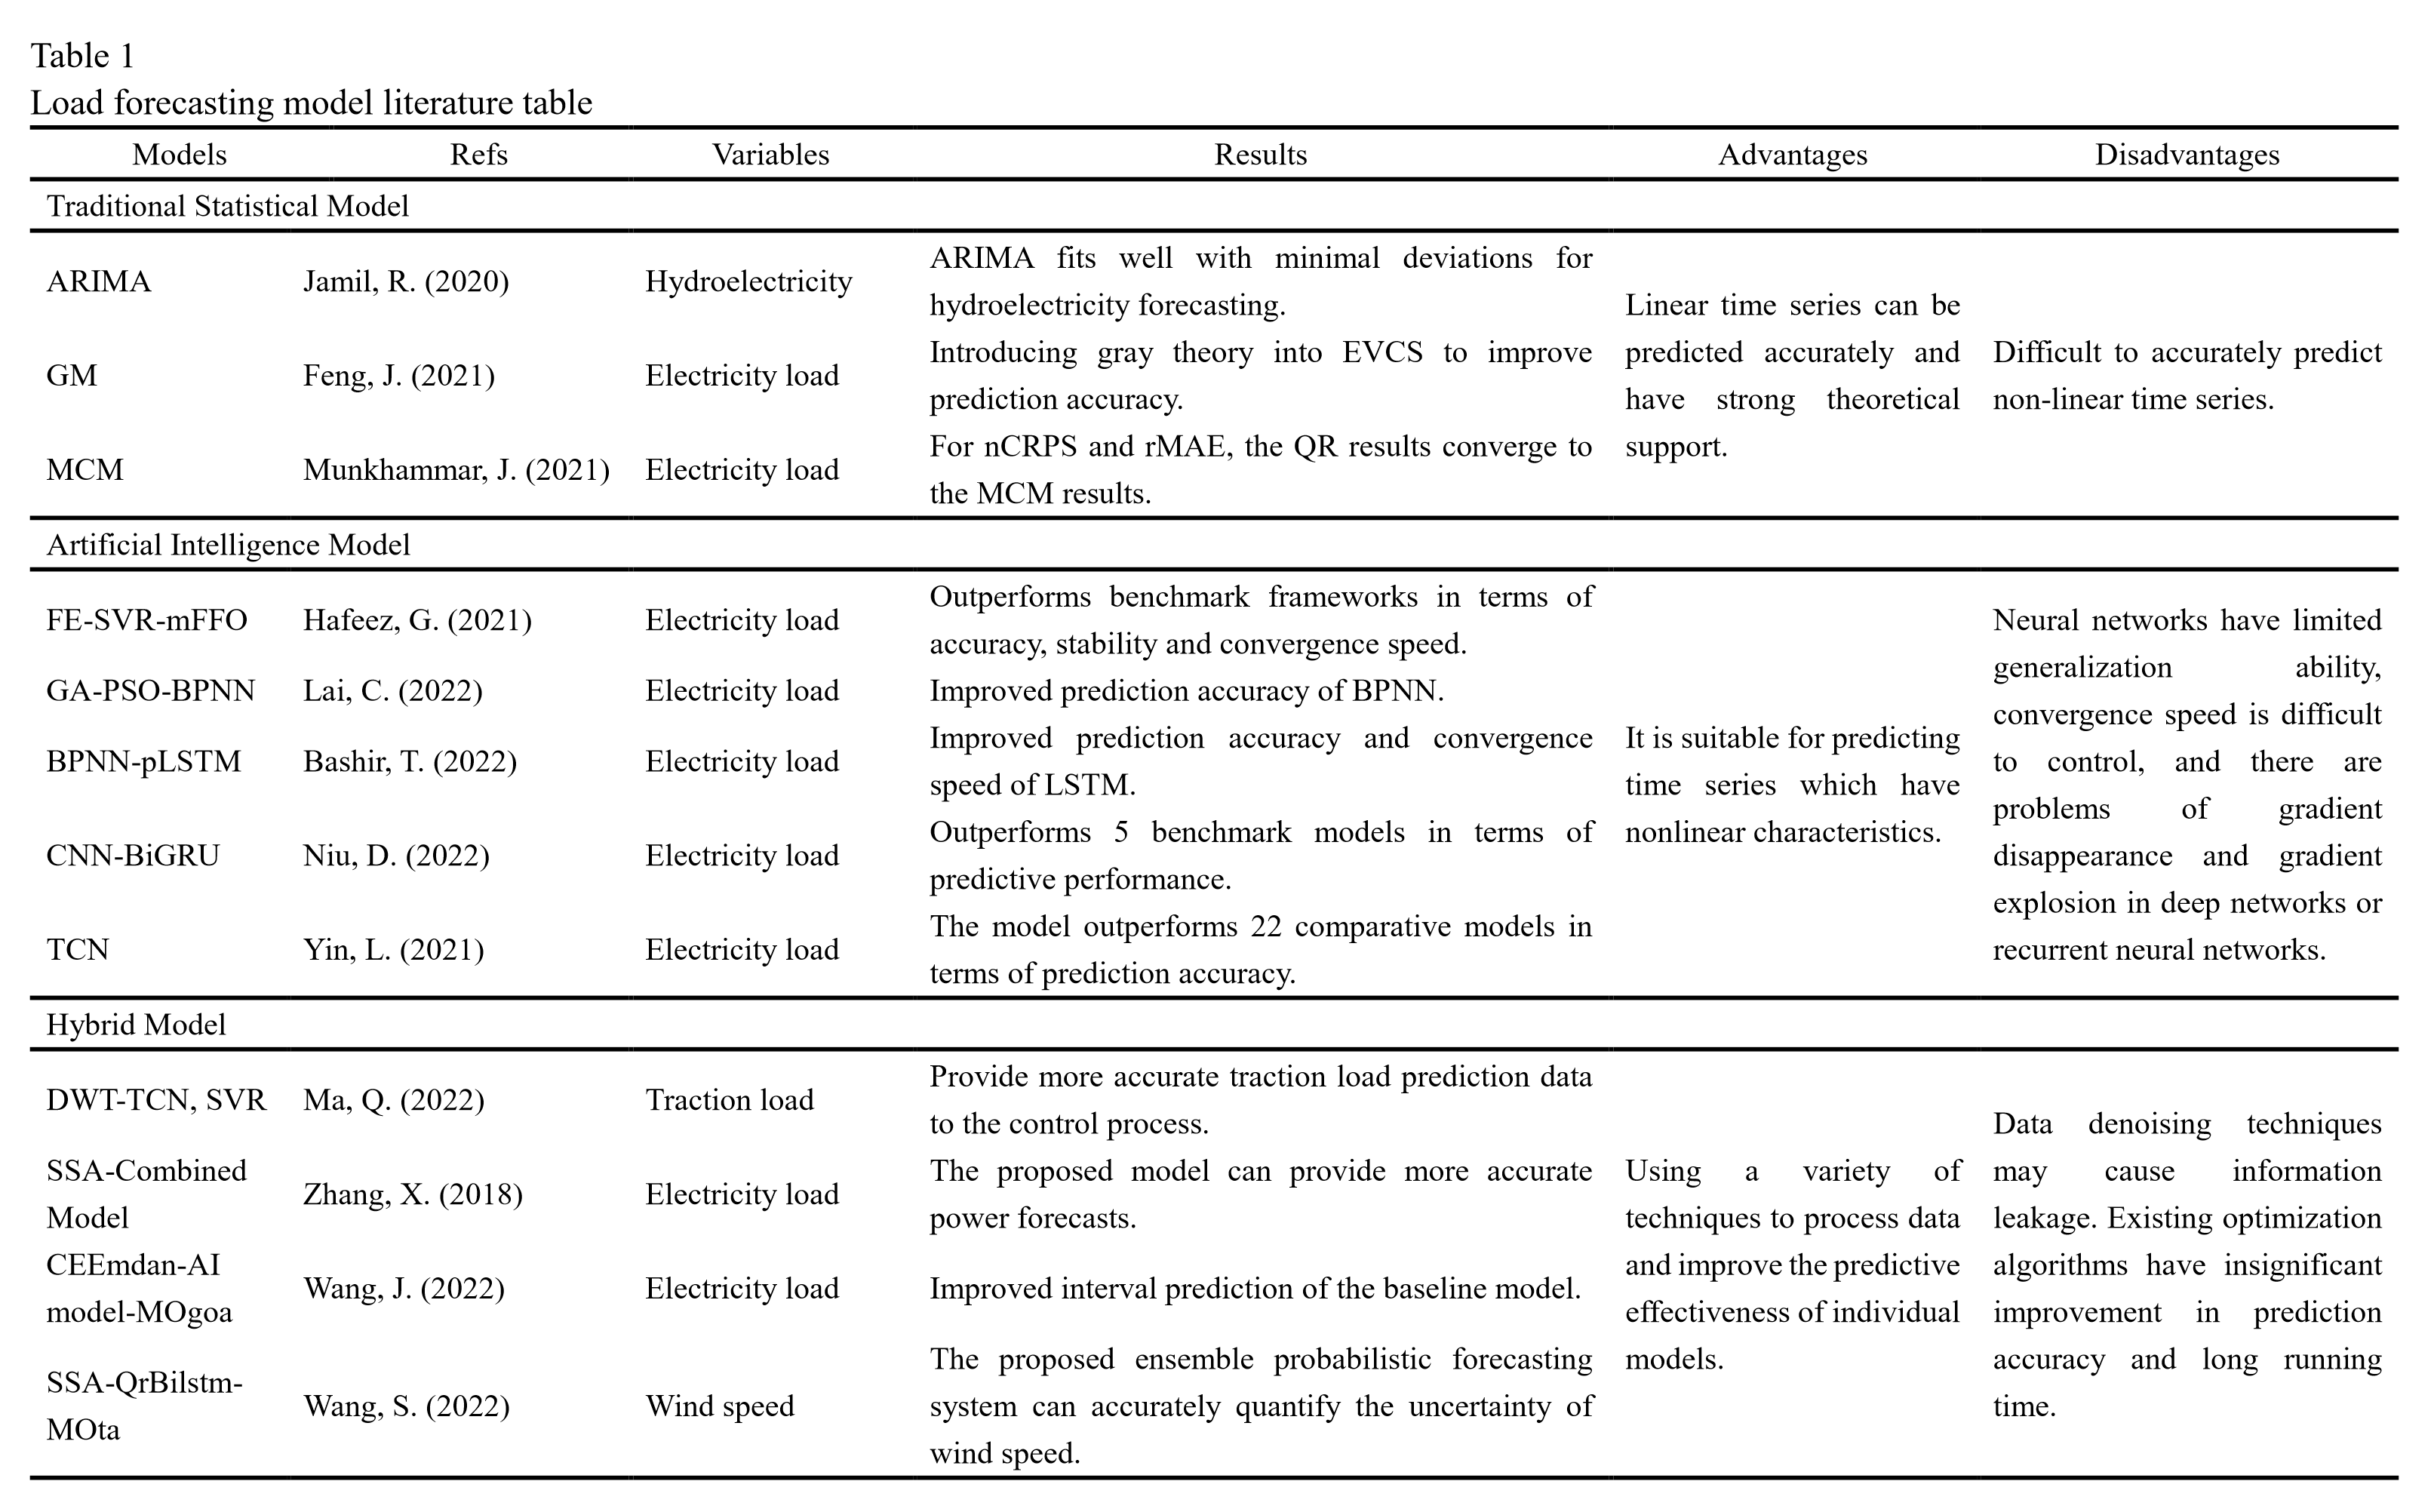 Table 1
Load forecasting model literature table
Models Refs Variables Results Advantages Disadvantages
Traditional Statistical Model
ARIMA Jamil, R. (2020) Hydroelectricity
ARIMA fits well with minimal deviations for
hydroelectricity forecasting.
GM Feng, J. (2021) Electricity load
Introducing gray theory into EVCS to improve
prediction accuracy.
MCM Munkhammar, J. (2021) Electricity load
For nCRPS and rMAE, the QR results converge to
the MCM results.
Linear time series can be
predicted accurately and
have strong theoretical
support.
Difficult to accurately predict
non-linear time series.
Artificial Intelligence Model
FE-SVR-mFFO Hafeez, G. (2021) Electricity load
Outperforms benchmark frameworks in terms of
accuracy, stability and convergence speed.
GA-PSO-BPNN Lai, C. (2022) Electricity load Improved prediction accuracy of BPNN.
BPNN-pLSTM Bashir, T. (2022) Electricity load
Improved prediction accuracy and convergence
speed of LSTM.
CNN-BiGRU Niu, D. (2022) Electricity load
Outperforms 5 benchmark models in terms of
predictive performance.
TCN Yin, L. (2021) Electricity load
The model outperforms 22 comparative models in
terms of prediction accuracy.
It is suitable for predicting
time series which have
nonlinear characteristics.
Neural networks have limited
generalization ability,
convergence speed is difficult
to control, and there are
problems of gradient
disappearance and gradient
explosion in deep networks or
recurrent neural networks.
Hybrid Model
DWT-TCN, SVR Ma, Q. (2022) Traction load
Provide more accurate traction load prediction data
to the control process.
SSA-Combined
Model
Zhang, X. (2018) Electricity load
The proposed model can provide more accurate
power forecasts.
CEEmdan-AI
model-MOgoa
Wang, J. (2022) Electricity load Improved interval prediction of the baseline model.
SSA-QrBilstm-
MOta
Wang, S. (2022) Wind speed
The proposed ensemble probabilistic forecasting
system can accurately quantify the uncertainty of
wind speed.
Using a variety of
techniques to process data
and improve the predictive
effectiveness of individual
models.
Data denoising techniques
may cause information
leakage. Existing optimization
algorithms have insignificant
improvement in prediction
accuracy and long running
time.